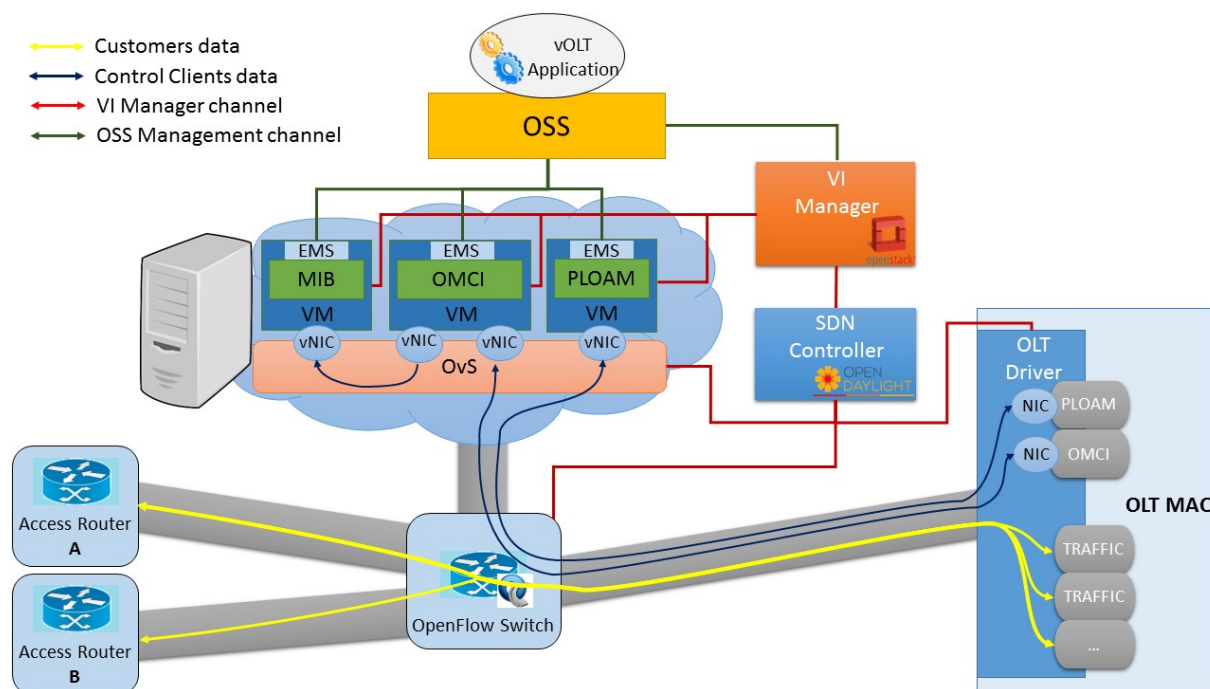 Customers data
Control Clients data
VI Manager channel
OSS Management channel
vOLT
Application
OSS
VI
Manager
openstack
EMS
EMS
EMS
MIB
OMCI
PLOAM
VM
VM
VM
vNIC
vNIC
vNIC
vNIC
OvS
SDN
Controller
OPEN
DAYLIGHT
OLT
Driver
NIC
PLOAM
NIC
OMCI
OLT MAC
TRAFFIC
TRAFFIC
...
Access Router
A
OpenFlow Switch
Access Router
B